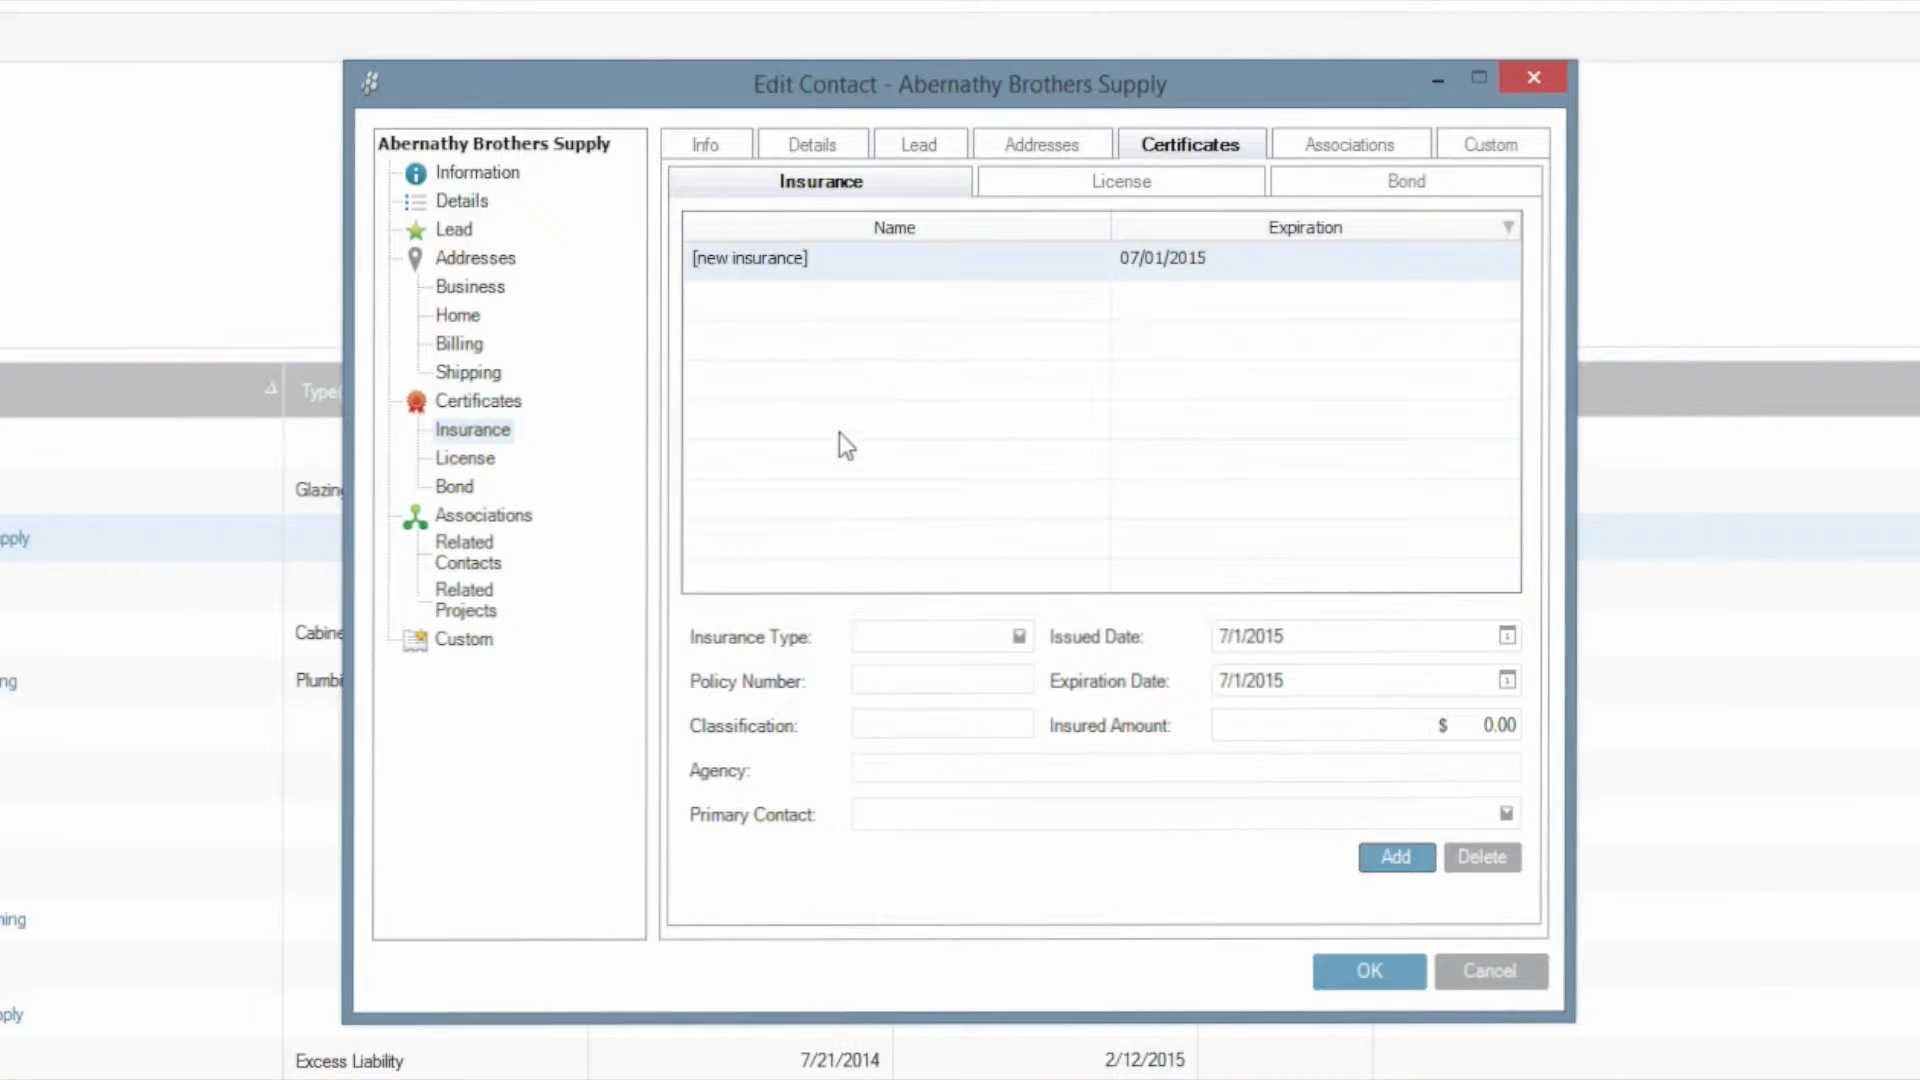 Edit Contact - Abernathy Brothers Supply
Abernathy Brothers Supply
Information
Details
Lead
Addresses
Business
Home
Billing
Shipping
Certificates
Insurance
License
Bond
Associations
Related
Contacts
Related
Projects
Custom
Info Details Lead Addresses Certificates Associations Custom
Insurance License Bond
Name Expiration
[new insurance] 07/01/2015
Insurance Type: Issued Date: 7/1/2015
Policy Number: Expiration Date: 7/1/2015
Classification: Insured Amount: $ 0.00
Agency:
Primary Contact:
Add Delete
OK Cancel
Type(
Glazing
pply
Cabine
ng Plumbi
ning
pply
Excess Liability 7/21/2014 2/12/2015